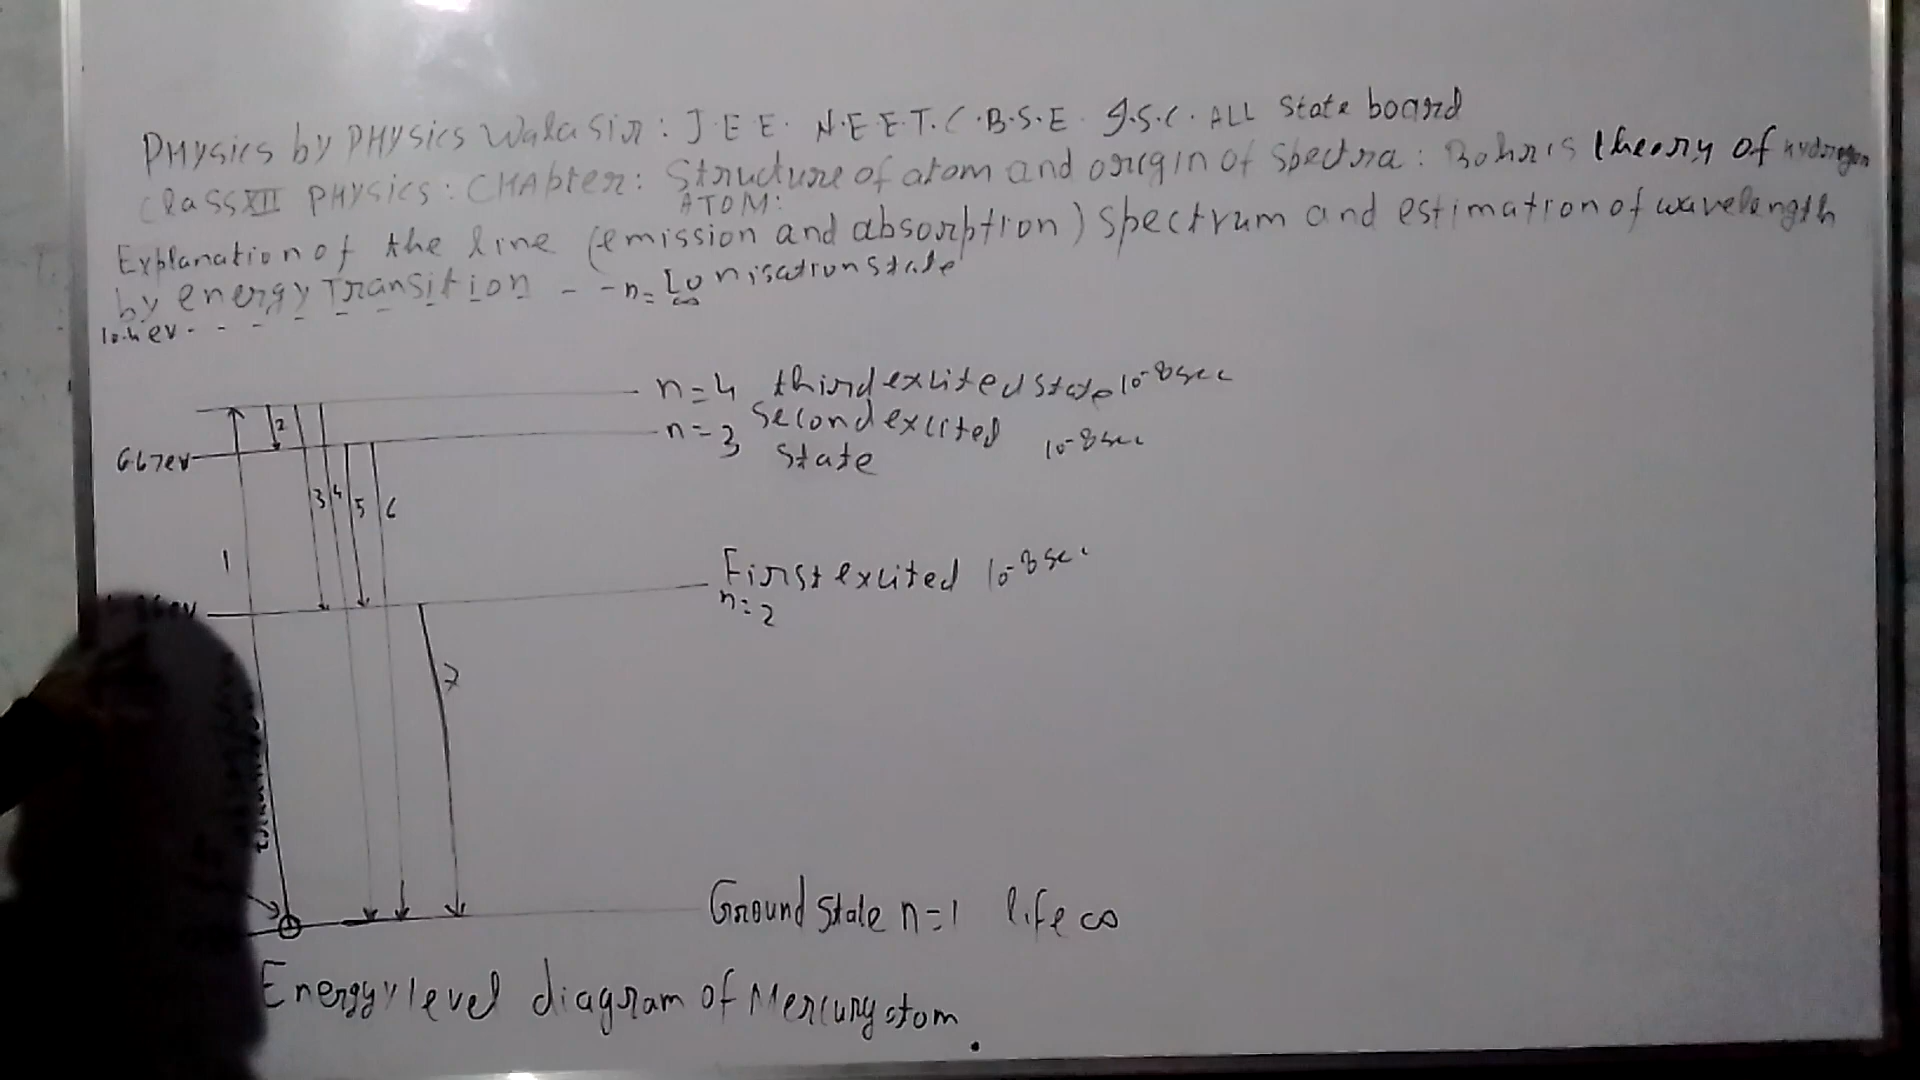 PHYSICS by PHYSICS Wala Sir: J.E.E. N.E.E.T. C.B.S.E. I.S.C. ALL State board
Class XII PHYSICS: CHApter: Structure of atom and origin of spectra: Bohris theory of Hydrogen
ATOM:
Explanation of the line (emission and absorption) spectrum and estimation of wavelength
by energy Transition - - n= Ionisation state
∞
10.4 ev
n=4 third excited state 10-8 sec
n=3 Second excited state 10-8 sec
6.67 ev
1 2 3 4 5 6
First excited 10-8 sec
n=2
7
Ground State n=1 life ∞
Energy level diagram of Mercury atom.